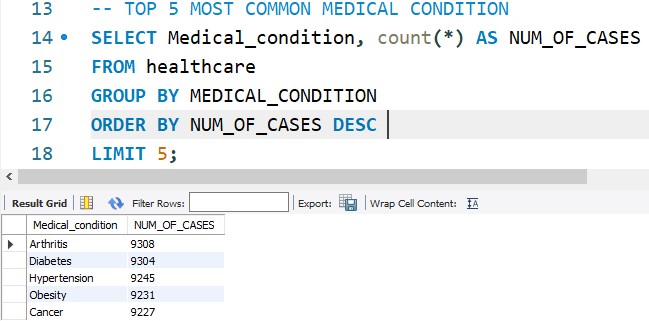 13 -- TOP 5 MOST COMMON MEDICAL CONDITION
14 SELECT Medical_condition, count(*) AS NUM_OF_CASES
15 FROM healthcare
16 GROUP BY MEDICAL_CONDITION
17 ORDER BY NUM_OF_CASES DESC
18 LIMIT 5;
Result Grid Filter Rows: Export: Wrap Cell Content: IA
Medical_condition NUM_OF_CASES
Arthritis 9308
Diabetes 9304
Hypertension 9245
Obesity 9231
Cancer 9227